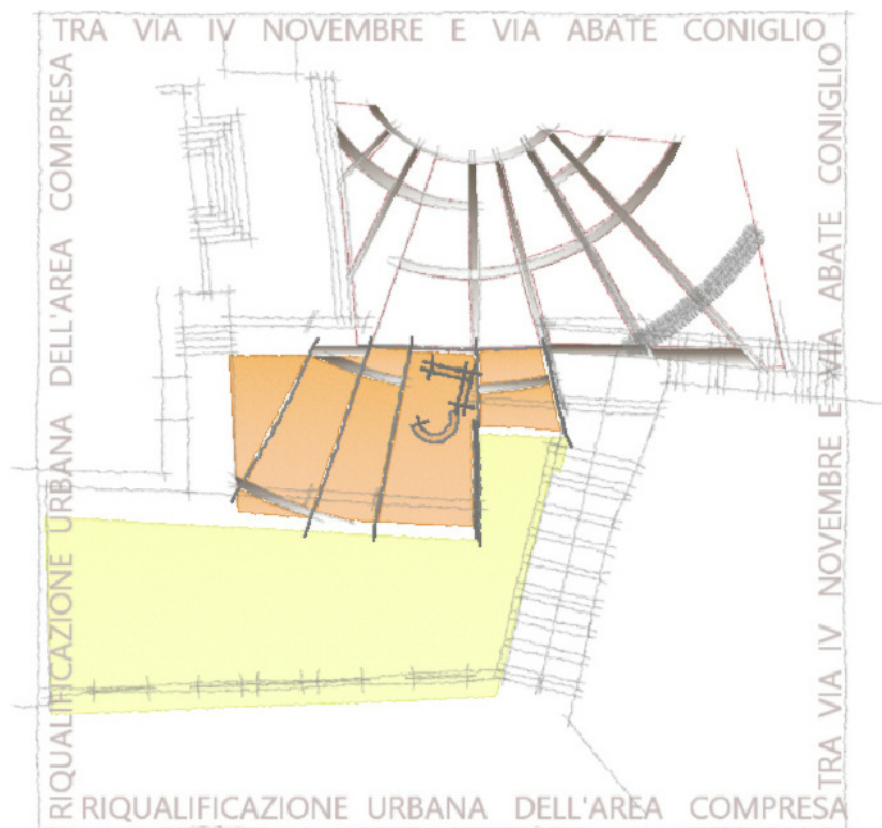 TRA VIA IV NOVEMBRE E VIA ABATE CONIGLIO
RIQUALIFICAZIONE URBANA DELL'AREA COMPRESA
TRA VIA IV NOVEMBRE E VIA ABATE CONIGLIO
RIQUALIFICAZIONE URBANA DELL'AREA COMPRESA